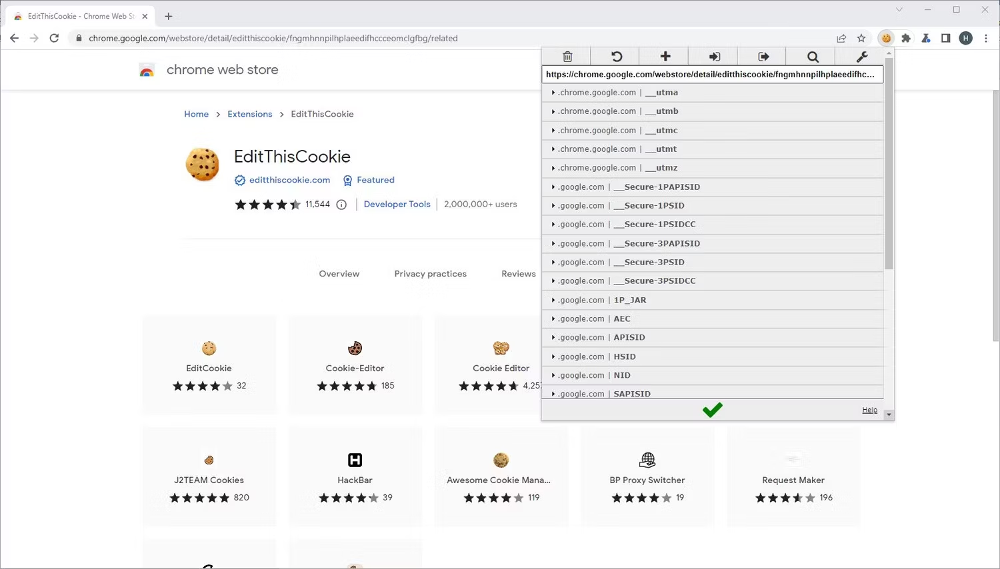 EditThisCookie - Chrome Web St
chrome.google.com/webstore/detail/editthiscookie/fngmhnnpilhplaeedifhccceomclgfbg/related
H
chrome web store
Home > Extensions > EditThisCookie
EditThisCookie
editthiscookie.com Featured
11,544 Developer Tools 2,000,000+ users
Overview Privacy practices Reviews
EditCookie
32
Cookie-Editor
185
Cookie Editor
4,257
J2TEAM Cookies
820
HackBar
39
Awesome Cookie Mana...
119
BP Proxy Switcher
19
Request Maker
196
https://chrome.google.com/webstore/detail/editthiscookie/fngmhnnpilhplaeedifhc...
.chrome.google.com | __utma
.chrome.google.com | __utmb
.chrome.google.com | __utmc
.chrome.google.com | __utmt
.chrome.google.com | __utmz
.google.com | __Secure-1PAPISID
.google.com | __Secure-1PSID
.google.com | __Secure-1PSIDCC
.google.com | __Secure-3PAPISID
.google.com | __Secure-3PSID
.google.com | __Secure-3PSIDCC
.google.com | 1P_JAR
.google.com | AEC
.google.com | APISID
.google.com | HSID
.google.com | NID
.google.com | SAPISID
Help